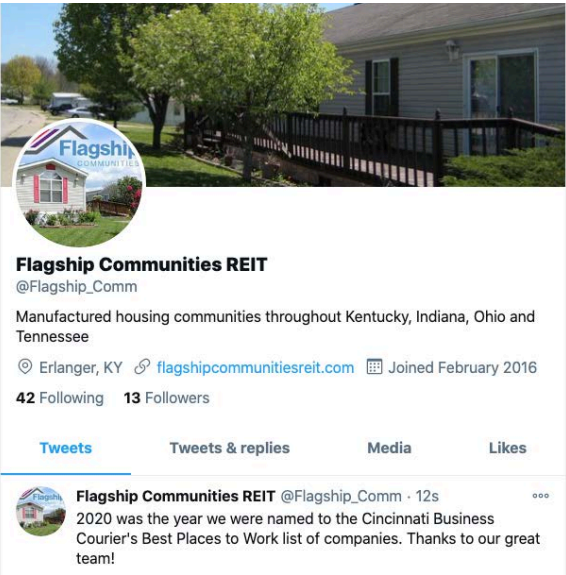 Flagship
COMMUNITIES
Flagship Communities REIT
@Flagship_Comm
Manufactured housing communities throughout Kentucky, Indiana, Ohio and
Tennessee
Erlanger, KY flagshipcommunitiesreit.com Joined February 2016
42 Following 13 Followers
Tweets Tweets & replies Media Likes
Flagship
Flagship Communities REIT @Flagship_Comm · 12s
2020 was the year we were named to the Cincinnati Business
Courier's Best Places to Work list of companies. Thanks to our great
team!